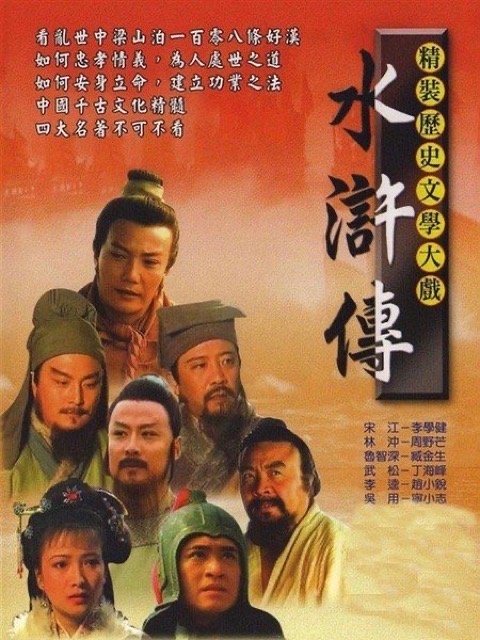 看亂世中梁山泊一百零八條好漢
如何忠孝情義，為人處世之道
如何安身立命，建立功業之法
中國千古文化精髓
四大名著不可不看
精裝歷史文學大戲
水滸傳
宋　江－李學健
林　沖－周野芒
魯智深－臧金生
武　松－丁海峰
李　逵－趙小銳
吳　用－寧小志